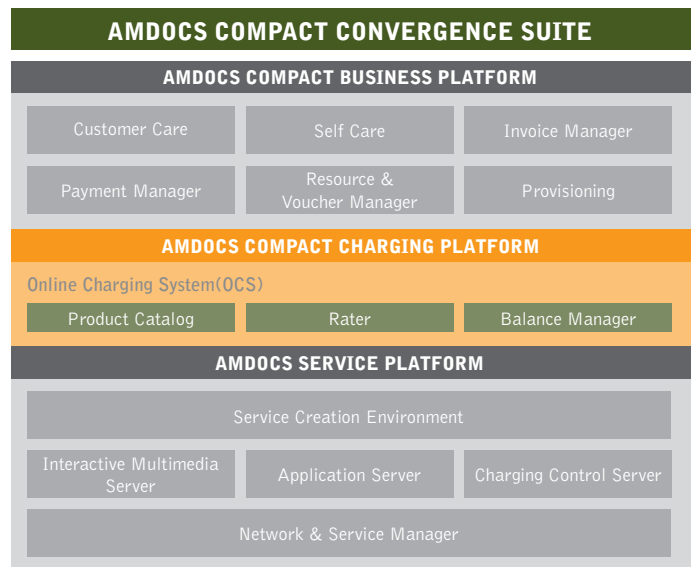 AMDOCS COMPACT CONVERGENCE SUITE
AMDOCS COMPACT BUSINESS PLATFORM
Customer Care
Self Care
Invoice Manager
Payment Manager
Resource &
Voucher Manager
Provisioning
AMDOCS COMPACT CHARGING PLATFORM
Online Charging System(OCS)
Product Catalog
Rater
Balance Manager
AMDOCS SERVICE PLATFORM
Service Creation Environment
Interactive Multimedia
Server
Application Server
Charging Control Server
Network & Service Manager